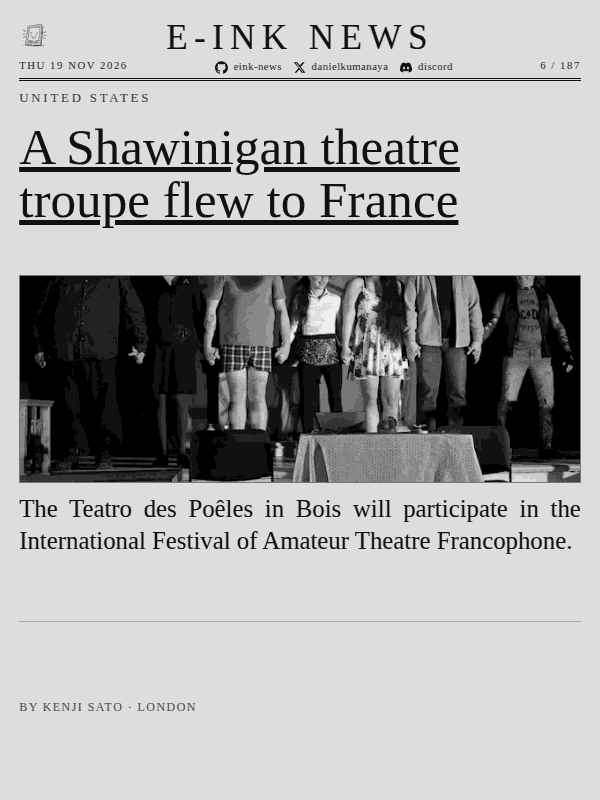 E-INK NEWS
THU 19 NOV 2026
eink-news
danielkumanaya
discord
6 / 187
UNITED STATES
A Shawinigan theatre
troupe flew to France
The Teatro des Poêles in Bois will participate in the
International Festival of Amateur Theatre Francophone.
BY KENJI SATO · LONDON